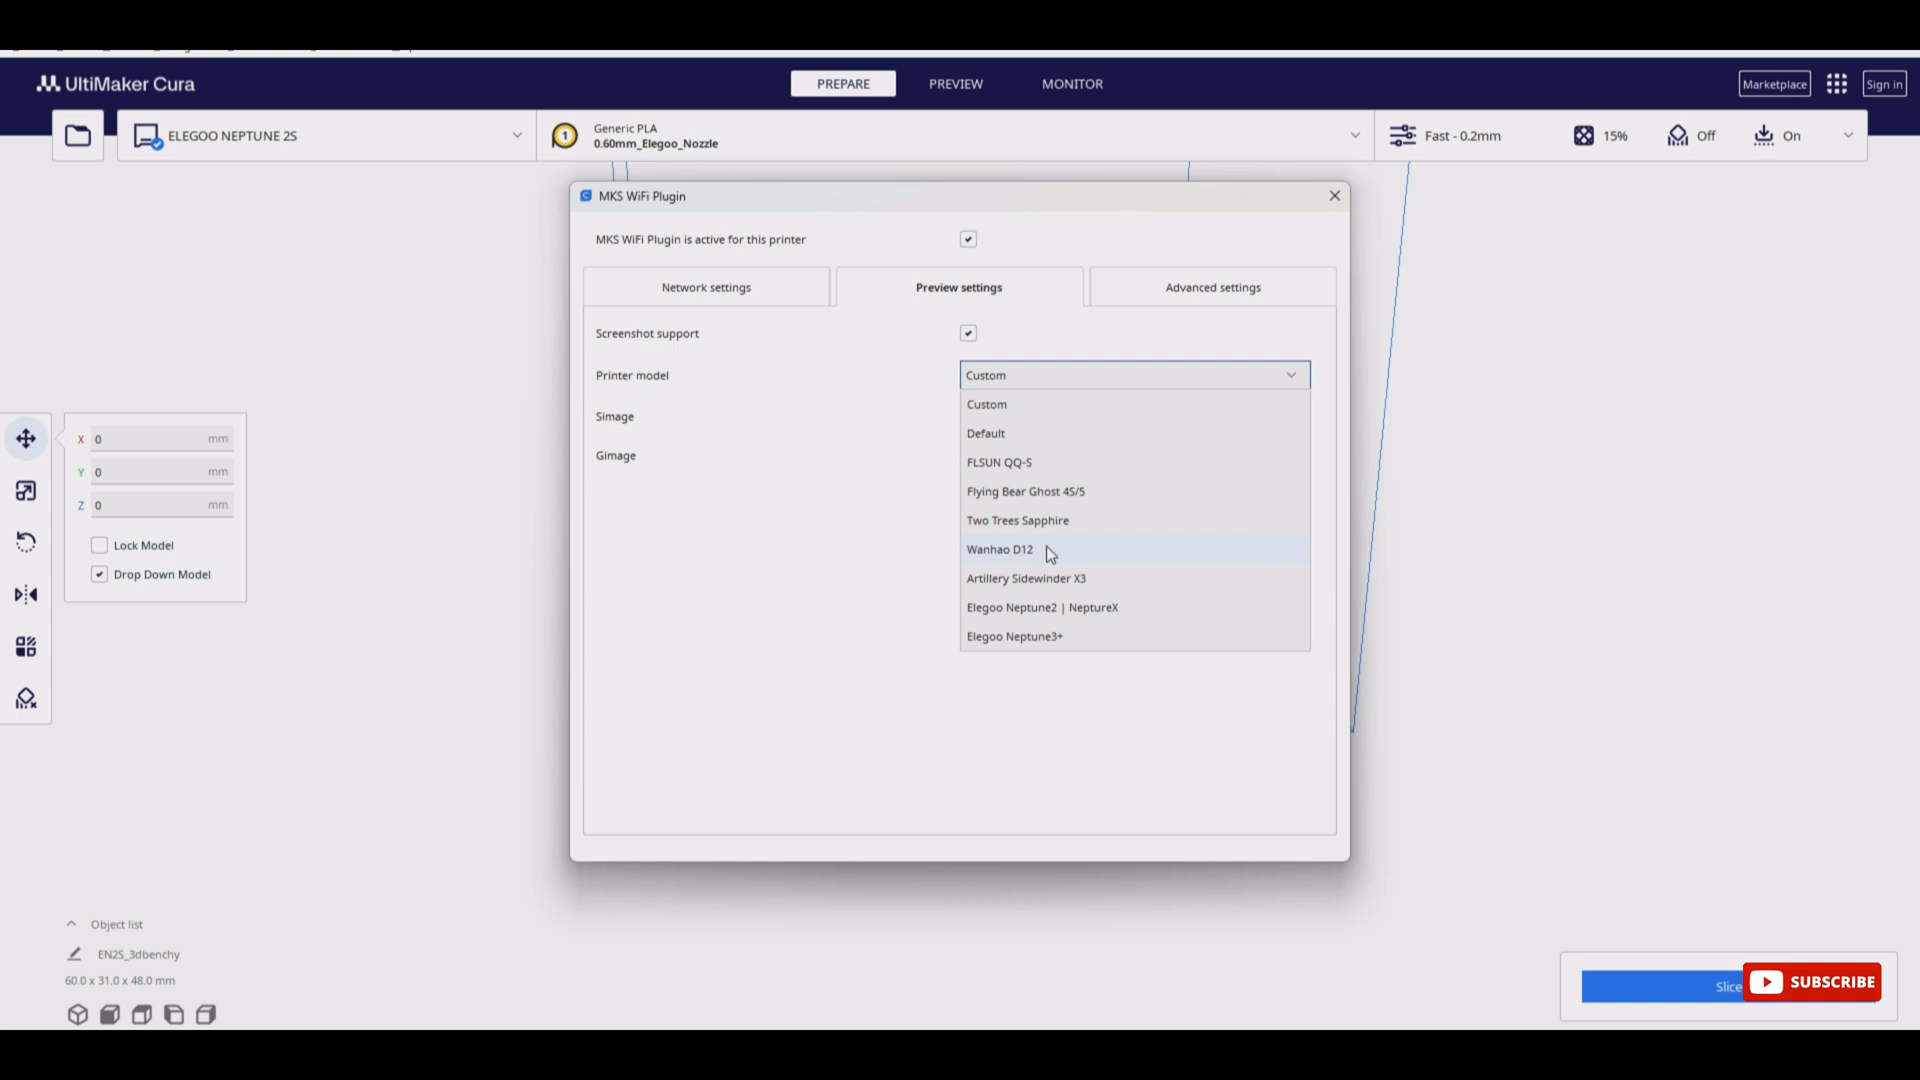 UltiMaker Cura
PREPARE
PREVIEW
MONITOR
Marketplace
Sign in
ELEGOO NEPTUNE 2S
1
Generic PLA
0.60mm_Elegoo_Nozzle
Fast - 0.2mm
15%
Off
On
MKS WiFi Plugin
MKS WiFi Plugin is active for this printer
Network settings
Preview settings
Advanced settings
Screenshot support
Printer model
Custom
Simage
Gimage
Custom
Default
FLSUN QQ-S
Flying Bear Ghost 4S/5
Two Trees Sapphire
Wanhao D12
Artillery Sidewinder X3
Elegoo Neptune2 | NeptureX
Elegoo Neptune3+
X 0 mm
Y 0 mm
Z 0 mm
Lock Model
Drop Down Model
Object list
EN2S_3dbenchy
60.0 x 31.0 x 48.0 mm
Slice
SUBSCRIBE